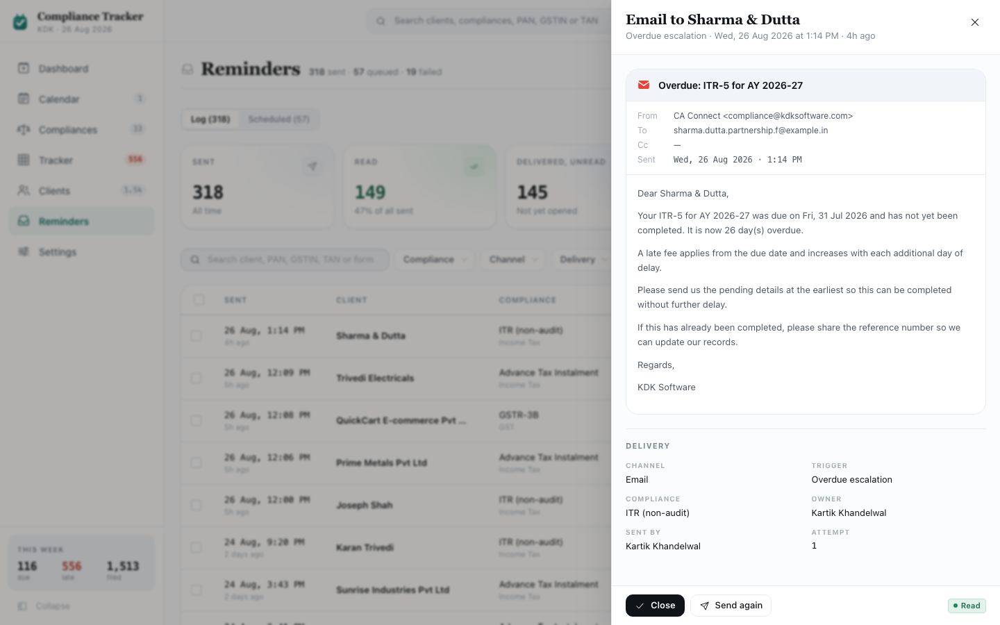 Compliance Tracker
KDK · 26 Aug 2026
Search clients, compliances, PAN, GSTIN or TAN
Dashboard
Calendar 1
Compliances 33
Tracker 556
Clients 1.5k
Reminders
Settings
THIS WEEK
116 556 1,513
due late filed
Collapse
Reminders 318 sent · 57 queued · 19 failed
Log (318) Scheduled (57)
SENT
318
All time
READ
149
47% of all sent
DELIVERED, UNREAD
145
Not yet opened
Search client, PAN, GSTIN, TAN or form
Compliance Channel Delivery
SENT CLIENT COMPLIANCE
26 Aug, 1:14 PM Sharma & Dutta ITR (non-audit)
4h ago Income Tax
26 Aug, 12:09 PM Trivedi Electricals Advance Tax Instalment
5h ago Income Tax
26 Aug, 12:08 PM QuickCart E-commerce Pvt ... GSTR-3B
5h ago GST
26 Aug, 12:06 PM Prime Metals Pvt Ltd Advance Tax Instalment
5h ago Income Tax
26 Aug, 12:00 PM Joseph Shah ITR (non-audit)
5h ago Income Tax
24 Aug, 9:20 PM Karan Trivedi ITR (non-audit)
2 days ago Income Tax
24 Aug, 3:43 PM Sunrise Industries Pvt Ltd Advance Tax Instalment
2 days ago Income Tax
Email to Sharma & Dutta
Overdue escalation · Wed, 26 Aug 2026 at 1:14 PM · 4h ago
Overdue: ITR-5 for AY 2026-27
From CA Connect <compliance@kdksoftware.com>
To sharma.dutta.partnership.f@example.in
Cc —
Sent Wed, 26 Aug 2026 · 1:14 PM
Dear Sharma & Dutta,
Your ITR-5 for AY 2026-27 was due on Fri, 31 Jul 2026 and has not yet been
completed. It is now 26 day(s) overdue.
A late fee applies from the due date and increases with each additional day of
delay.
Please send us the pending details at the earliest so this can be completed
without further delay.
If this has already been completed, please share the reference number so we
can update our records.
Regards,
KDK Software
DELIVERY
CHANNEL TRIGGER
Email Overdue escalation
COMPLIANCE OWNER
ITR (non-audit) Kartik Khandelwal
SENT BY ATTEMPT
Kartik Khandelwal 1
Close Send again Read